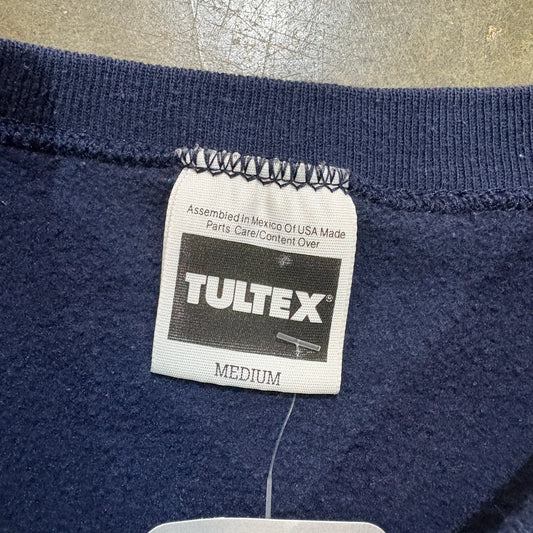 Assembled in Mexico Of USA Made
Parts Care/Content Over
TULTEX®
MEDIUM